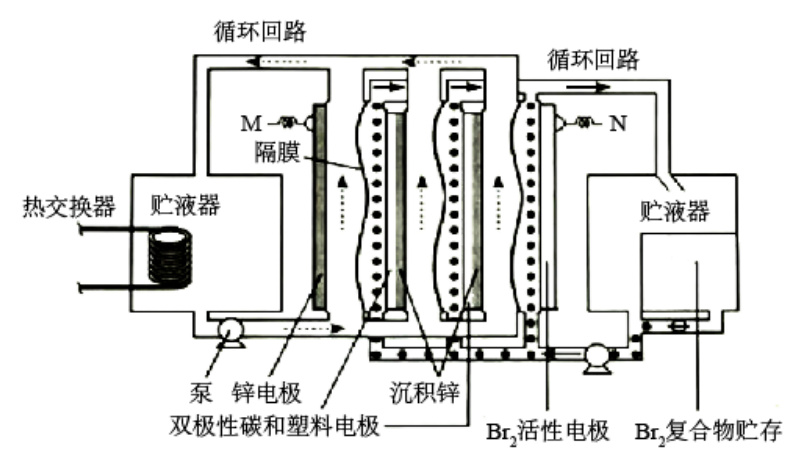 循环回路
循环回路
M
N
隔膜
热交换器
贮液器
贮液器
泵
锌电极
沉积锌
双极性碳和塑料电极
Br₂活性电极
Br₂复合物贮存